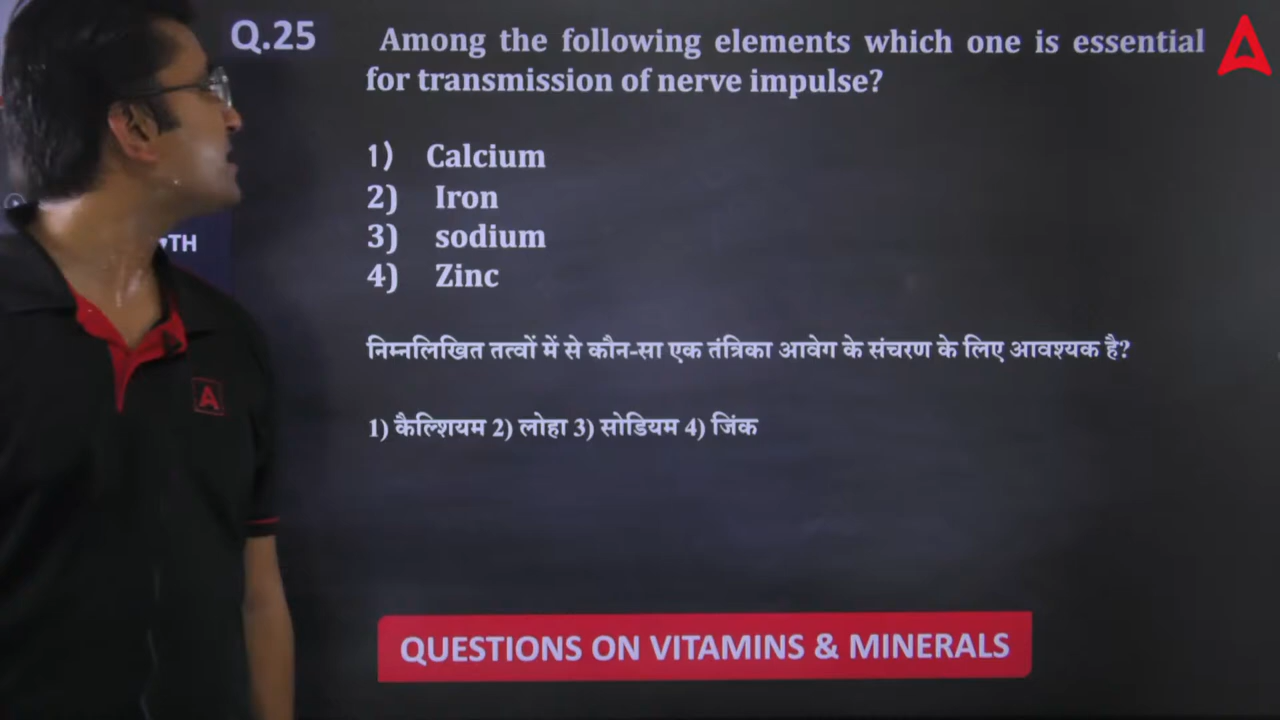 Q.25
Among the following elements which one is essential
for transmission of nerve impulse?
1) Calcium
2) Iron
3) sodium
4) Zinc
TH
निम्नलिखित तत्वों में से कौन-सा एक तंत्रिका आवेग के संचरण के लिए आवश्यक है?
1) कैल्शियम 2) लोहा 3) सोडियम 4) जिंक
QUESTIONS ON VITAMINS & MINERALS